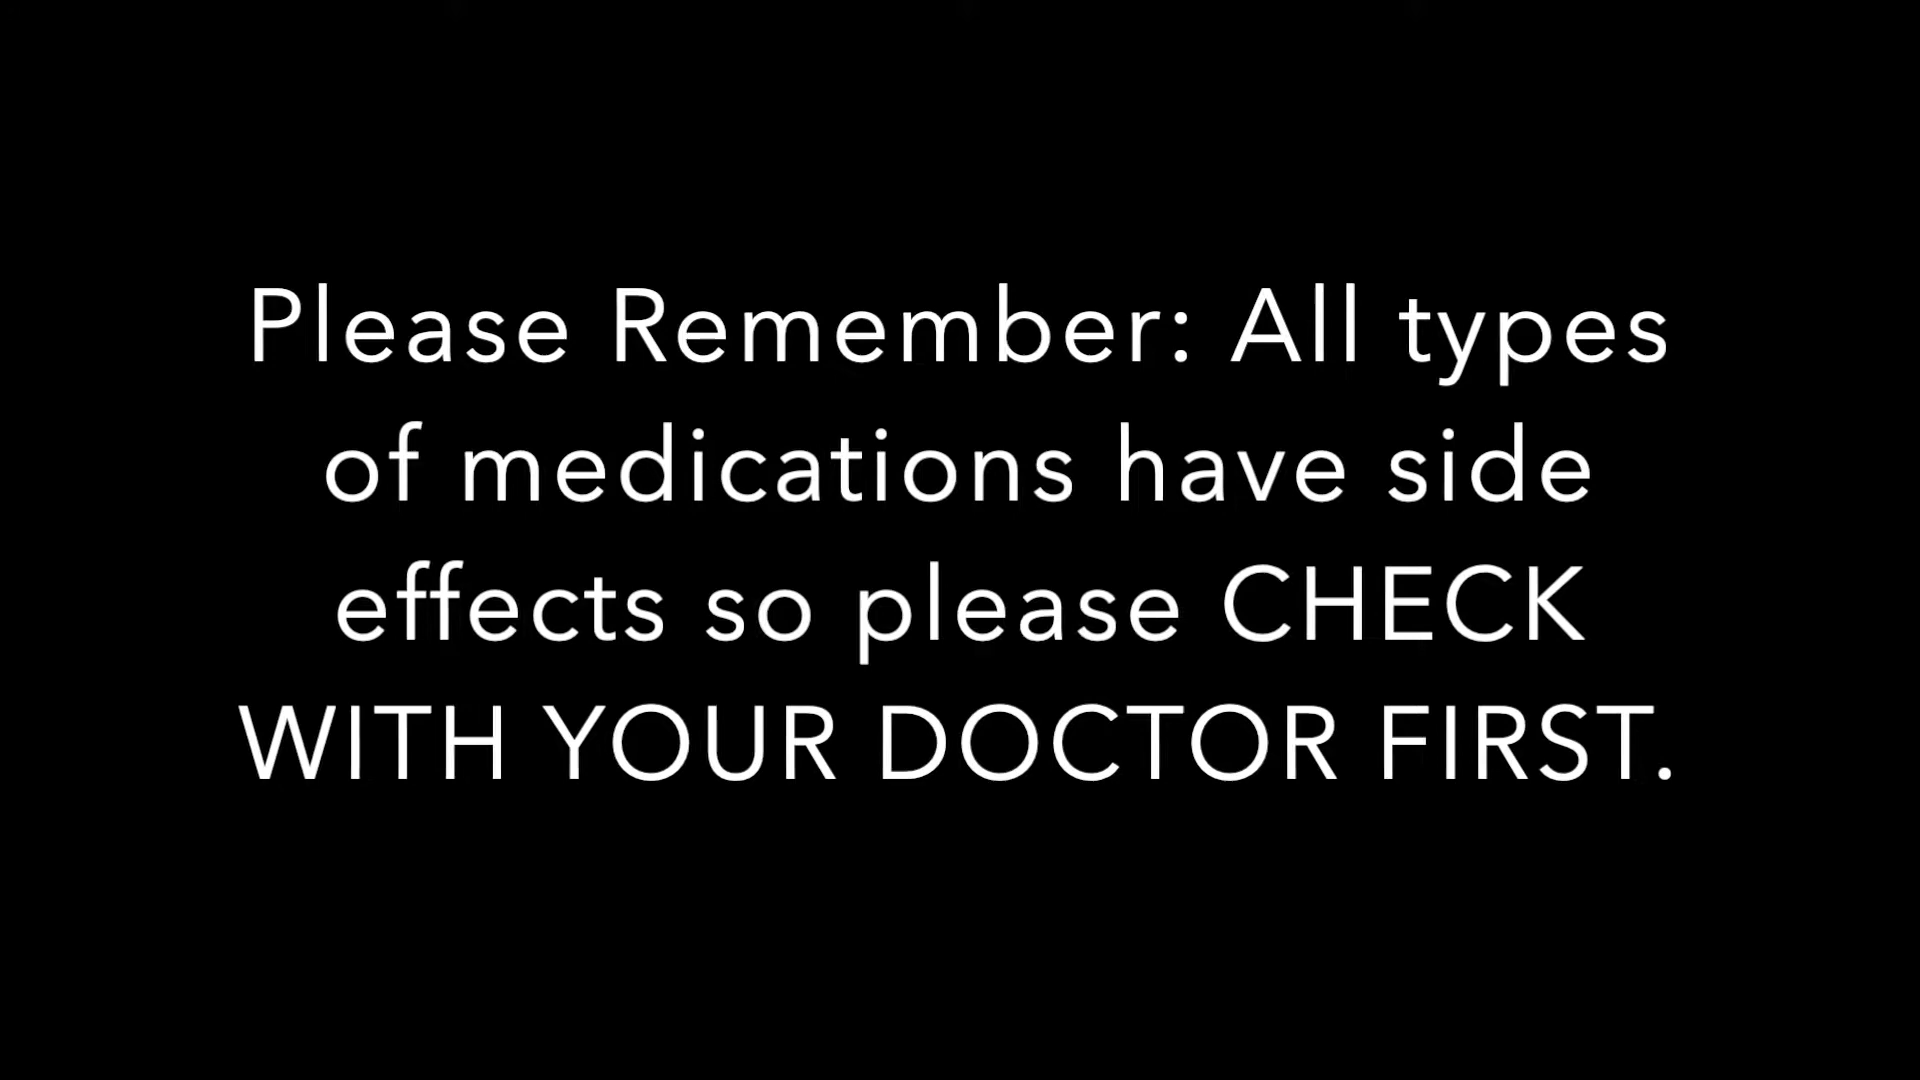 Please Remember: All types
of medications have side
effects so please CHECK
WITH YOUR DOCTOR FIRST.